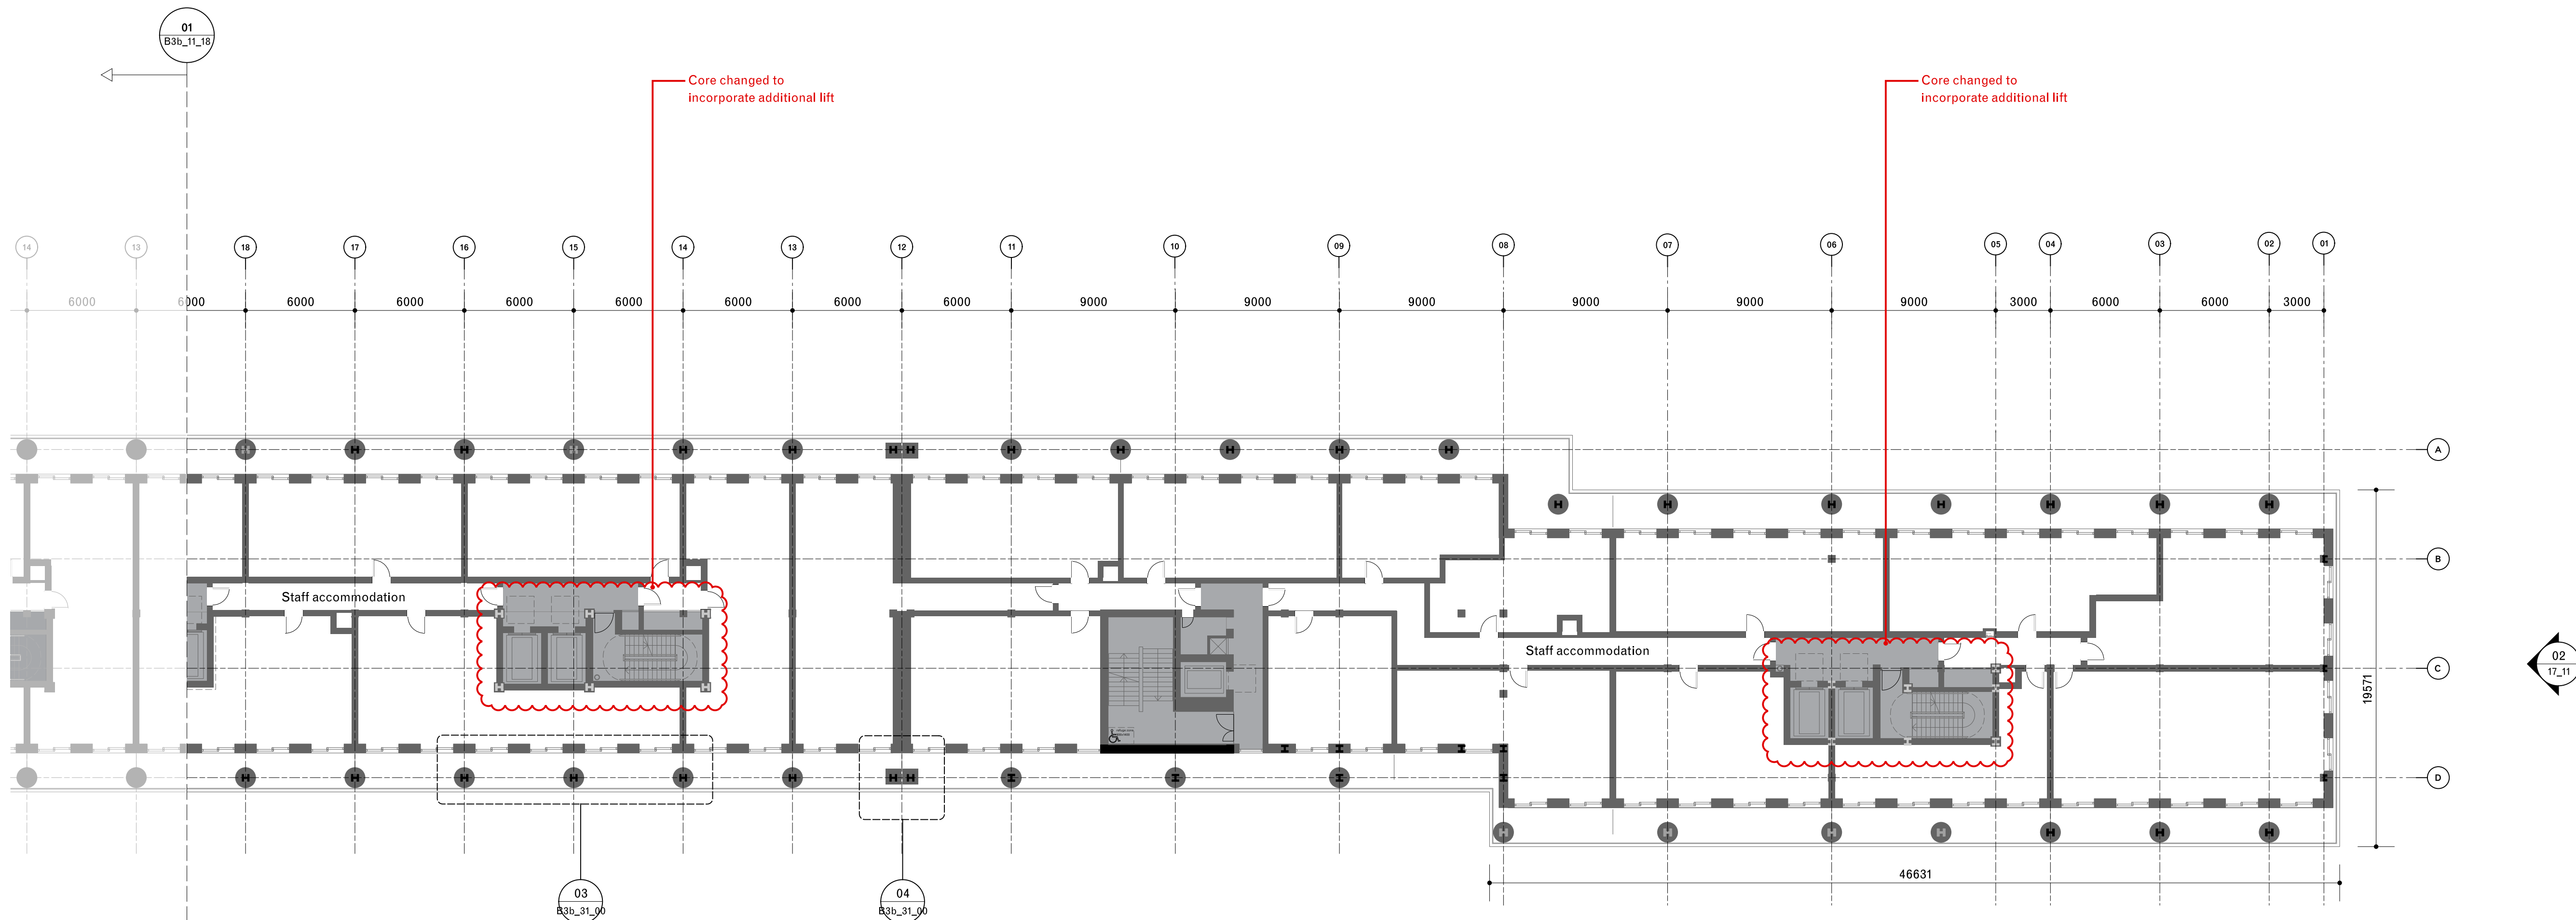 01
B3b_11_18
Core changed to
incorporate additional lift
Core changed to
incorporate additional lift
14 13 18 17 16 15 14 13 12 11 10 09 08 07 06 05 04 03 02 01
6000 6000 6000 6000 6000 6000 6000 6000 6000 9000 9000 9000 9000 9000 9000 3000 6000 6000 3000
A
B
Staff accommodation
Staff accommodation
C
02
17_11
19571
D
46631
03
B3b_31_00
04
B3b_31_00